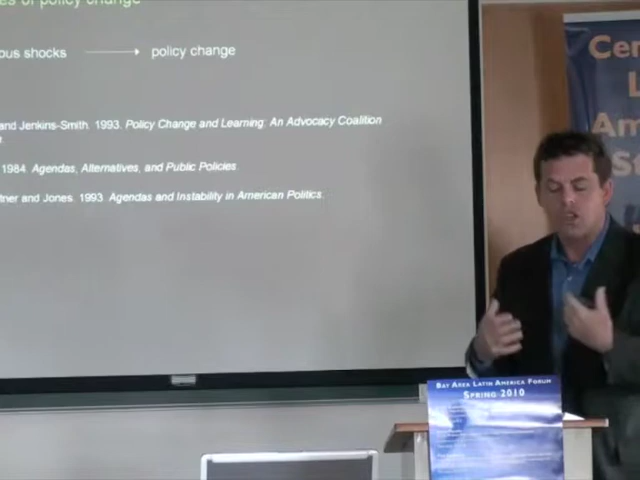 es of policy change
ous shocks policy change
and Jenkins-Smith. 1993. Policy Change and Learning: An Advocacy Coalition
1984. Agendas, Alternatives, and Public Policies.
tner and Jones. 1993. Agendas and Instability in American Politics.
Cen
L
Am
St
BAY AREA LATIN AMERICA FORUM
SPRING 2010